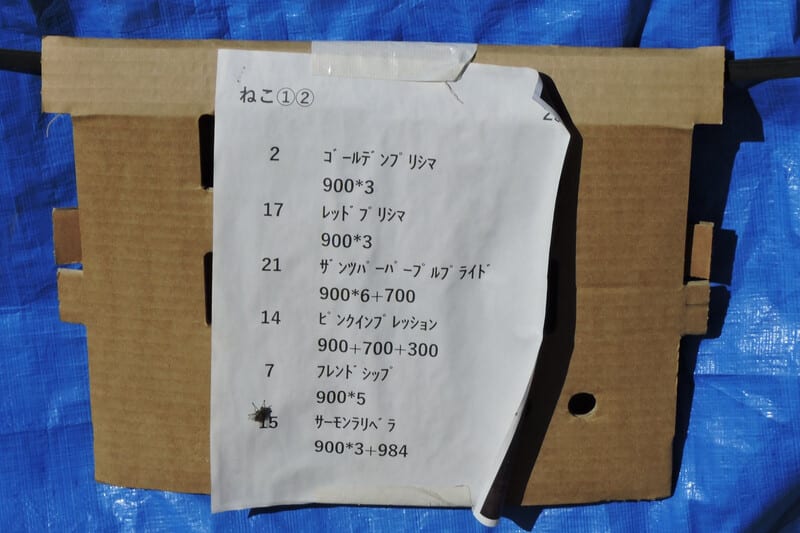 ねこ①②
2 ｺﾞｰﾙﾃﾞﾝﾌﾟﾘｼﾏ
900*3
17 ﾚｯﾄﾞﾌﾟﾘｼﾏ
900*3
21 ｻﾞﾝﾂﾊﾟｰﾊﾟｰﾌﾟﾙﾌﾟﾗｲﾄﾞ
900*6+700
14 ﾋﾟﾝｸｲﾝﾌﾟﾚｯｼｮﾝ
900+700+300
7 ﾌﾚﾝﾄﾞｼｯﾌﾟ
900*5
15 ｻｰﾓﾝﾗﾘﾍﾞﾗ
900*3+984